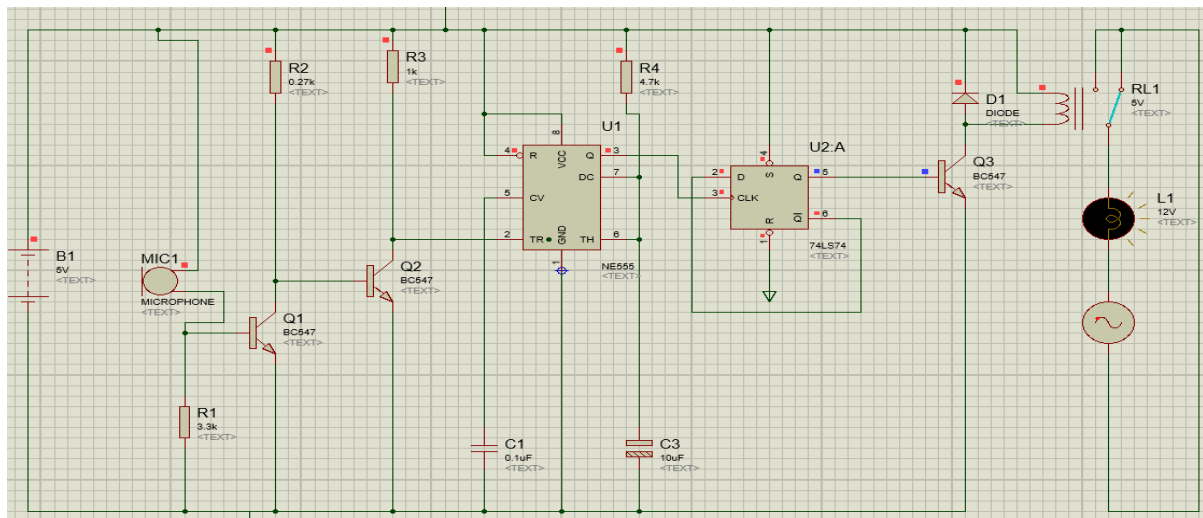 B1
5V
<TEXT>
MIC1
MICROPHONE
<TEXT>
R1
3.3k
<TEXT>
R2
0.27k
<TEXT>
Q1
BC547
<TEXT>
R3
1k
<TEXT>
Q2
BC547
<TEXT>
C1
0.1uF
<TEXT>
U1
4 R
8 VCC
Q 3
DC 7
5 CV
2 TR
GND 1
TH 6
NE555
<TEXT>
R4
4.7k
<TEXT>
C3
10uF
<TEXT>
U2:A
2 D
4 S
Q 5
3 CLK
Q 6
R 1
74LS74
<TEXT>
D1
DIODE
<TEXT>
Q3
BC547
<TEXT>
RL1
5V
<TEXT>
L1
12V
<TEXT>